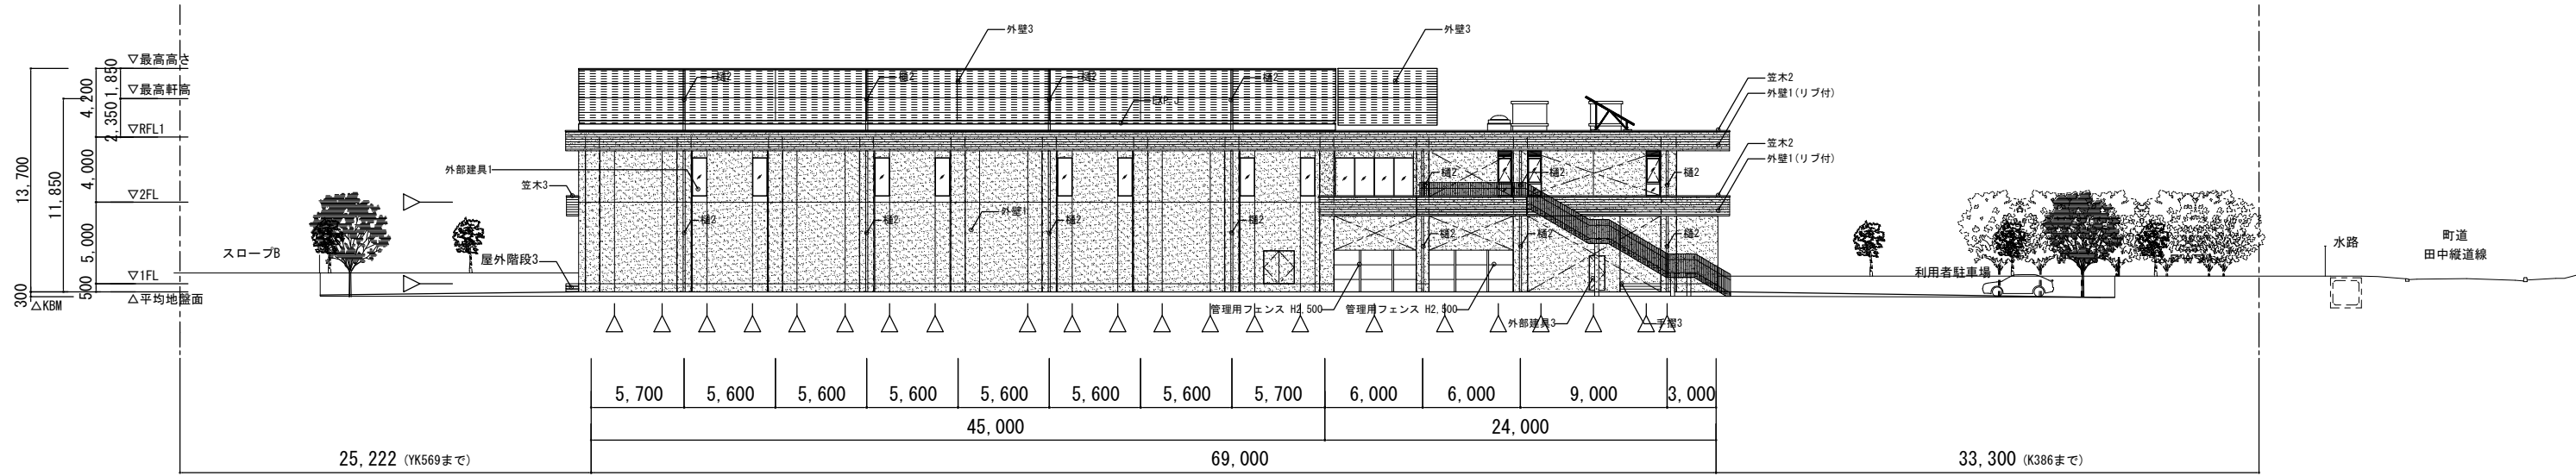 外壁3
外壁3
▽最高高さ
1,850
樋2
樋2
樋2
樋2
笠木2
4,200
▽最高軒高
外壁1(リブ付)
2,350
EXP.J
▽RFL1
笠木2
13,700
外壁1(リブ付)
4,000
外部建具1
樋2
樋2
樋2
11,850
笠木3
▽2FL
外壁1
樋2
樋2
樋2
樋2
樋2
樋2
樋2
5,000
スロープB
屋外階段3
水路
町道
田中縦道線
▽1FL
利用者駐車場
500
300
△平均地盤面
△KBM
管理用フェンス H2,500
管理用フェンス H2,500
外部建具3
手摺3
5,700
5,600
5,600
5,600
5,600
5,600
5,600
5,700
6,000
6,000
9,000
3,000
45,000
24,000
25,222 (YK569まで)
69,000
33,300 (K386まで)